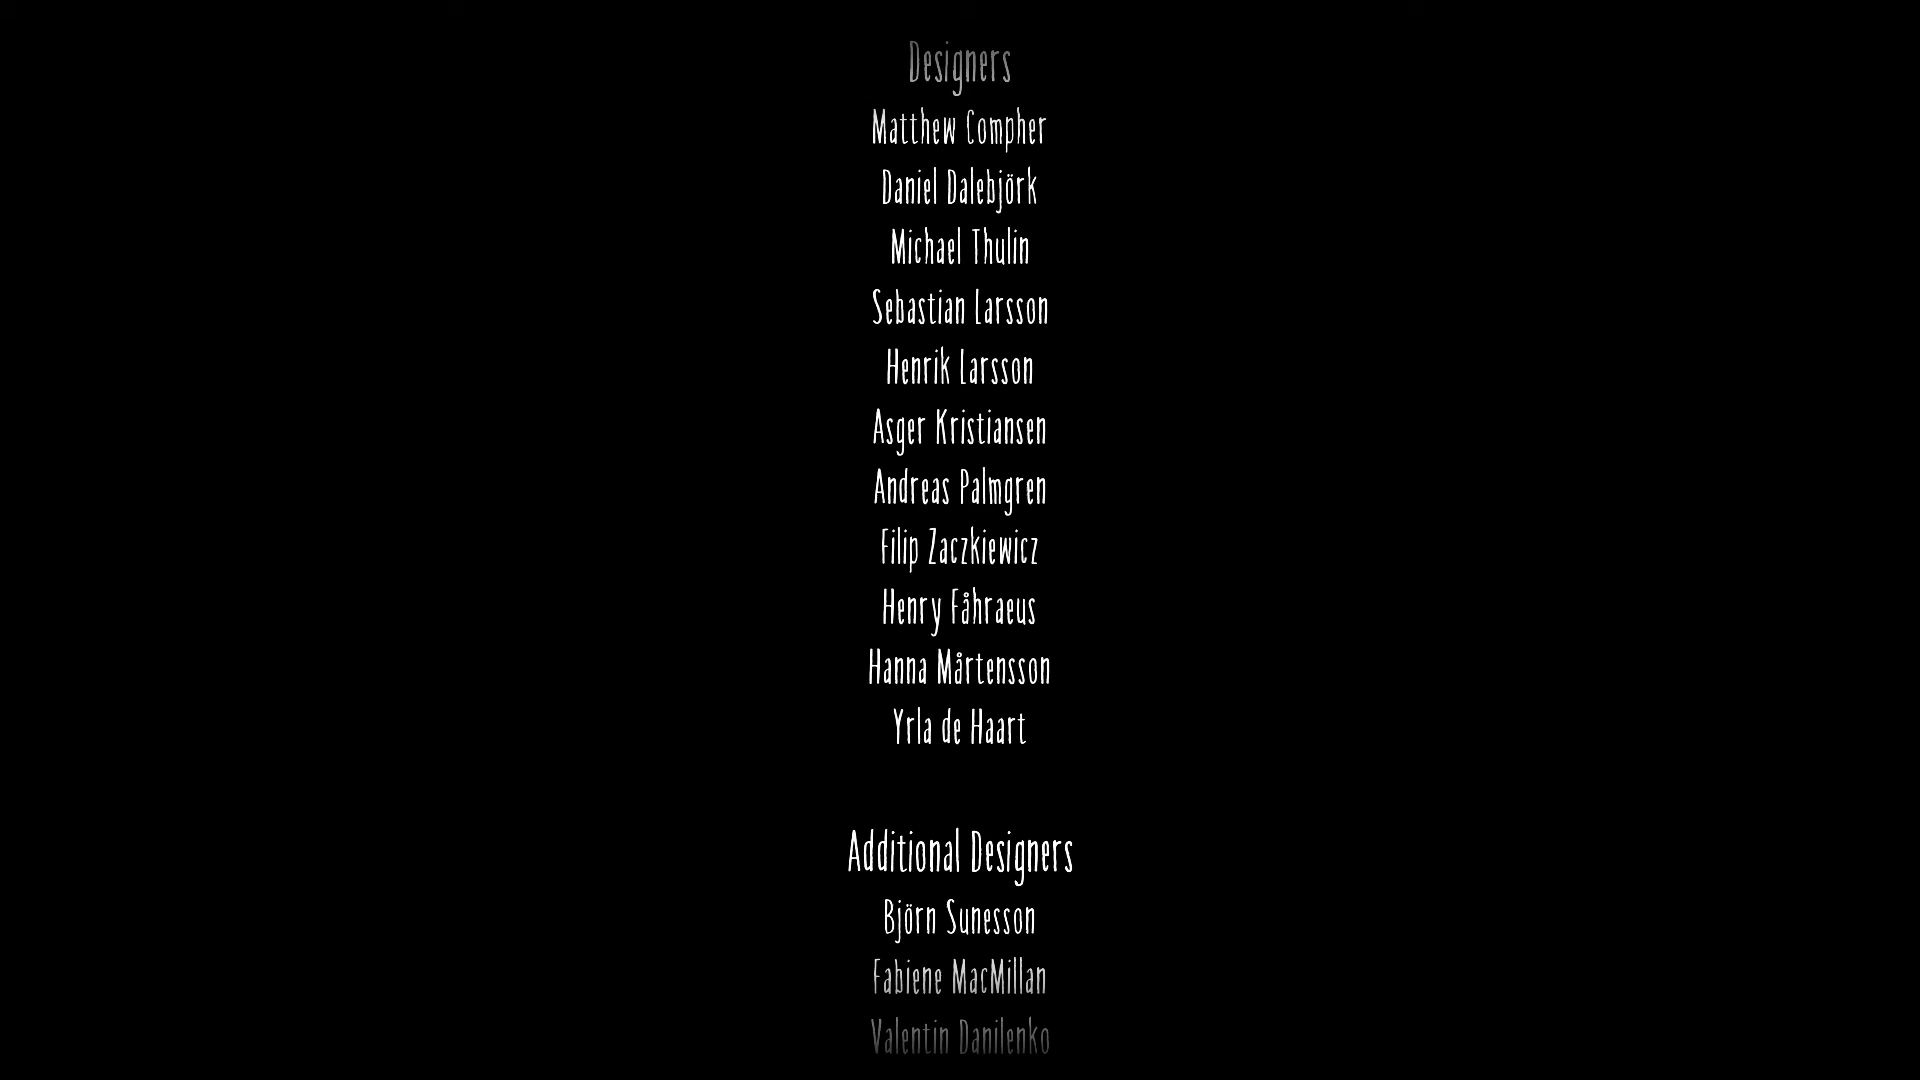 Designers
Matthew Compher
Daniel Dalebjörk
Michael Thulin
Sebastian Larsson
Henrik Larsson
Asger Kristiansen
Andreas Palmgren
Filip Zaczkiewicz
Henry Fåhraeus
Hanna Mårtensson
Yrla de Haart
Additional Designers
Björn Sunesson
Fabiene MacMillan
Valentin Danilenko